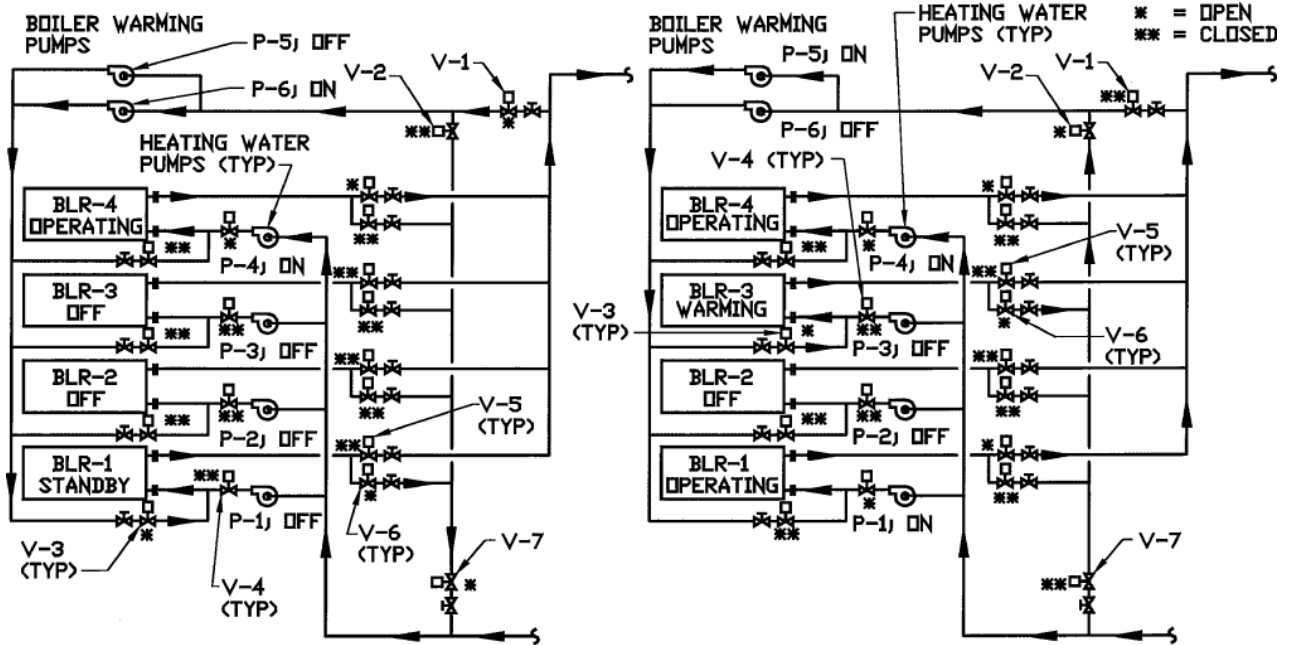 BOILER WARMING
PUMPS
P-5; OFF
P-6; ON
V-2
V-1
**
*
HEATING WATER
PUMPS (TYP)
BLR-4
OPERATING
*
**
**
*
P-4; ON
BLR-3
OFF
**
**
**
**
P-3; OFF
BLR-2
OFF
**
**
**
**
P-2; OFF
V-5
(TYP)
BLR-1
STANDBY
**
**
*
P-1; OFF
V-3
(TYP)
*
V-4
(TYP)
V-6
(TYP)
V-7
*
BOILER WARMING
PUMPS
P-5; ON
P-6; OFF
HEATING WATER
PUMPS (TYP)
* = OPEN
** = CLOSED
V-2
V-1
**
*
V-4 (TYP)
BLR-4
OPERATING
*
**
**
*
P-4; ON
V-5
(TYP)
BLR-3
WARMING
**
*
*
**
P-3; OFF
V-3
(TYP)
V-6
(TYP)
BLR-2
OFF
**
**
**
**
P-2; OFF
BLR-1
OPERATING
*
**
*
P-1; ON
**
V-7
**